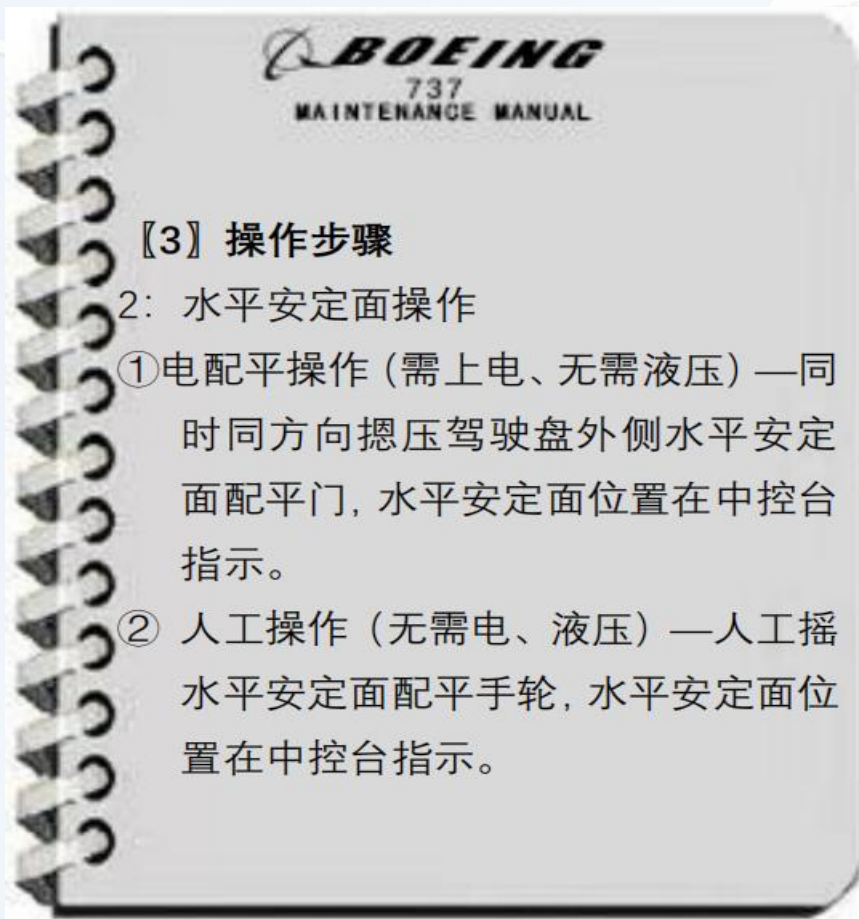 BOEING
737
MAINTENANCE MANUAL
〖3〗操作步骤
2：水平安定面操作
①电配平操作（需上电、无需液压）—同
时同方向摁压驾驶盘外侧水平安定
面配平门，水平安定面位置在中控台
指示。
② 人工操作（无需电、液压）—人工摇
水平安定面配平手轮，水平安定面位
置在中控台指示。